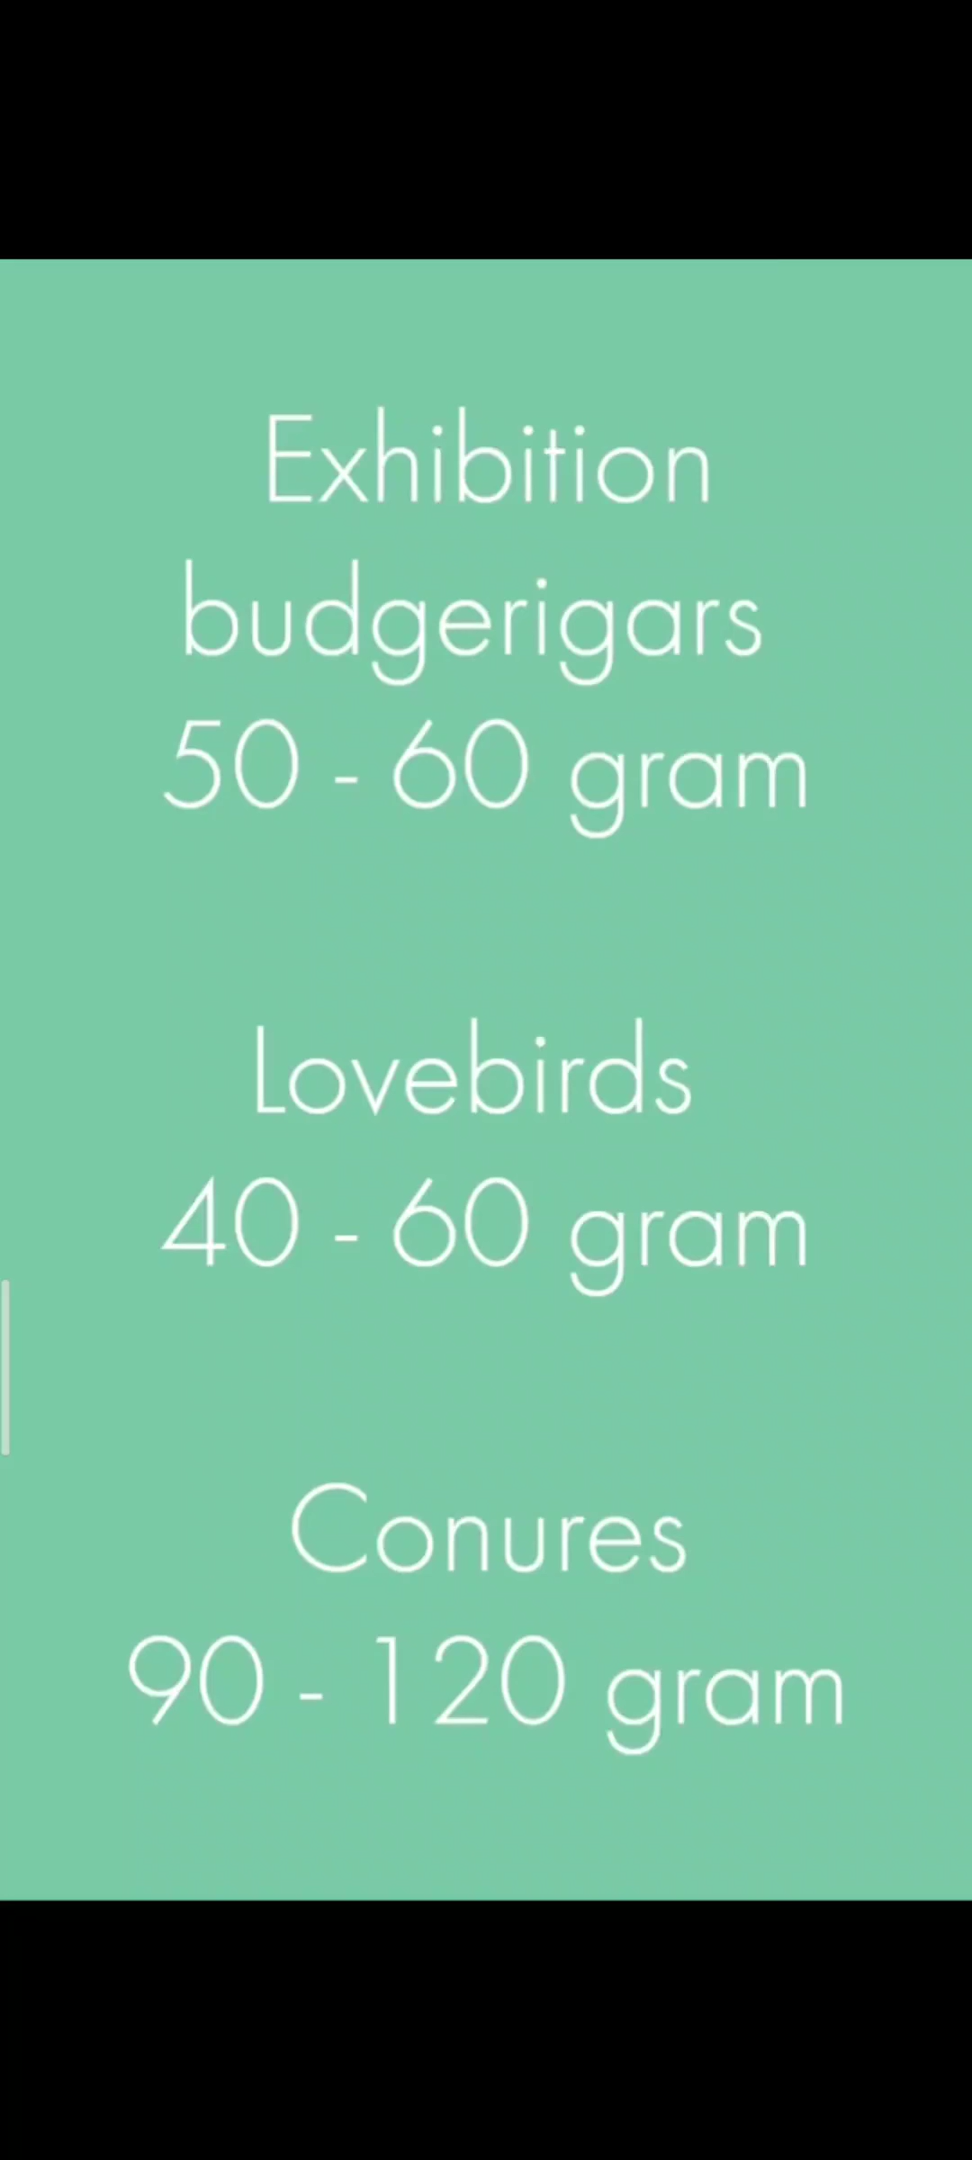 Exhibition
budgerigars
50 - 60 gram
Lovebirds
40 - 60 gram
Conures
90 - 120 gram